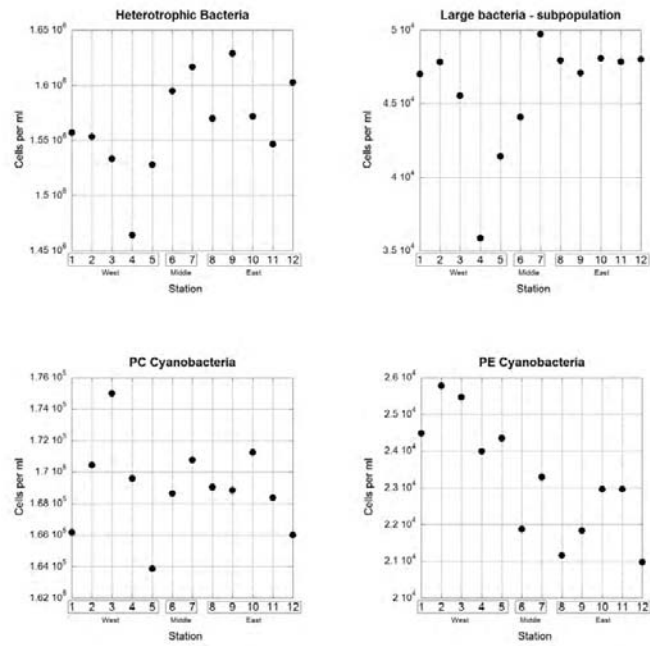 Heterotrophic Bacteria
Cells per ml
1.65 10⁶
1.6 10⁶
1.55 10⁶
1.5 10⁶
1.45 10⁶
1 2 3 4 5 6 7 8 9 10 11 12
West Middle East
Station
Large bacteria - subpopulation
Cells per ml
5 10⁴
4.5 10⁴
4 10⁴
3.5 10⁴
1 2 3 4 5 6 7 8 9 10 11 12
West Middle East
Station
PC Cyanobacteria
Cells per ml
1.76 10⁵
1.74 10⁵
1.72 10⁵
1.7 10⁵
1.68 10⁵
1.66 10⁵
1.64 10⁵
1.62 10⁵
1 2 3 4 5 6 7 8 9 10 11 12
West Middle East
Station
PE Cyanobacteria
Cells per ml
2.6 10⁴
2.5 10⁴
2.4 10⁴
2.3 10⁴
2.2 10⁴
2.1 10⁴
2 10⁴
1 2 3 4 5 6 7 8 9 10 11 12
West Middle East
Station